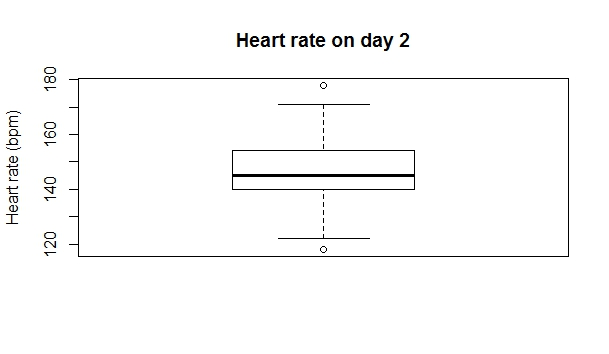 Heart rate on day 2
Heart rate (bpm)
180
160
140
120